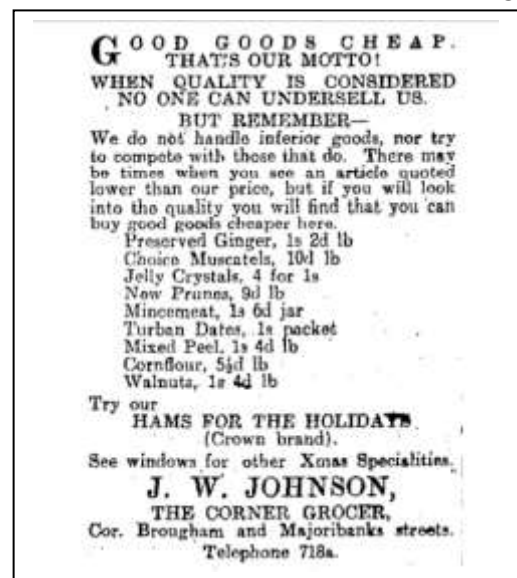 GOOD GOODS CHEAP.
THAT'S OUR MOTTO!
WHEN QUALITY IS CONSIDERED
NO ONE CAN UNDERSELL US.
BUT REMEMBER—
We do not handle inferior goods, nor try
to compete with those that do. There may
be times when you see an article quoted
lower than our price, but if you will look
into the quality you will find that you can
buy good goods cheaper here.
Preserved Ginger, 1s 2d lb
Choice Muscatels, 10d lb
Jelly Crystals, 4 for 1s
New Prunes, 9d lb
Mincemeat, 1s 6d jar
Turban Dates, 1s packet
Mixed Peel, 1s 4d lb
Cornflour, 5½d lb
Walnuts, 1s 4d lb
Try our
HAMS FOR THE HOLIDAYS
(Crown brand).
See windows for other Xmas Specialities.
J. W. JOHNSON,
THE CORNER GROCER,
Cor. Brougham and Majoribanks streets.
Telephone 718a.